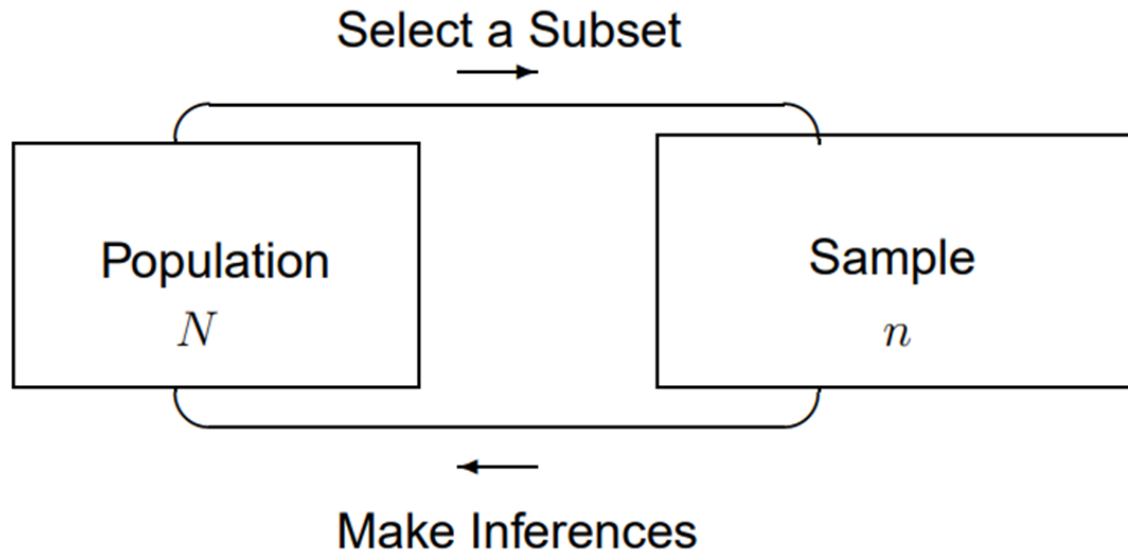 Select a Subset
Population
N
Sample
n
Make Inferences